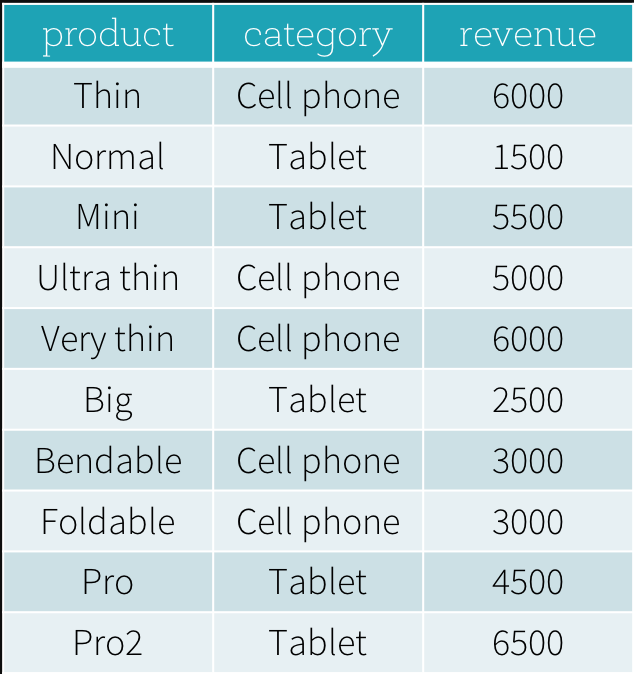 product category revenue
Thin Cell phone 6000
Normal Tablet 1500
Mini Tablet 5500
Ultra thin Cell phone 5000
Very thin Cell phone 6000
Big Tablet 2500
Bendable Cell phone 3000
Foldable Cell phone 3000
Pro Tablet 4500
Pro2 Tablet 6500